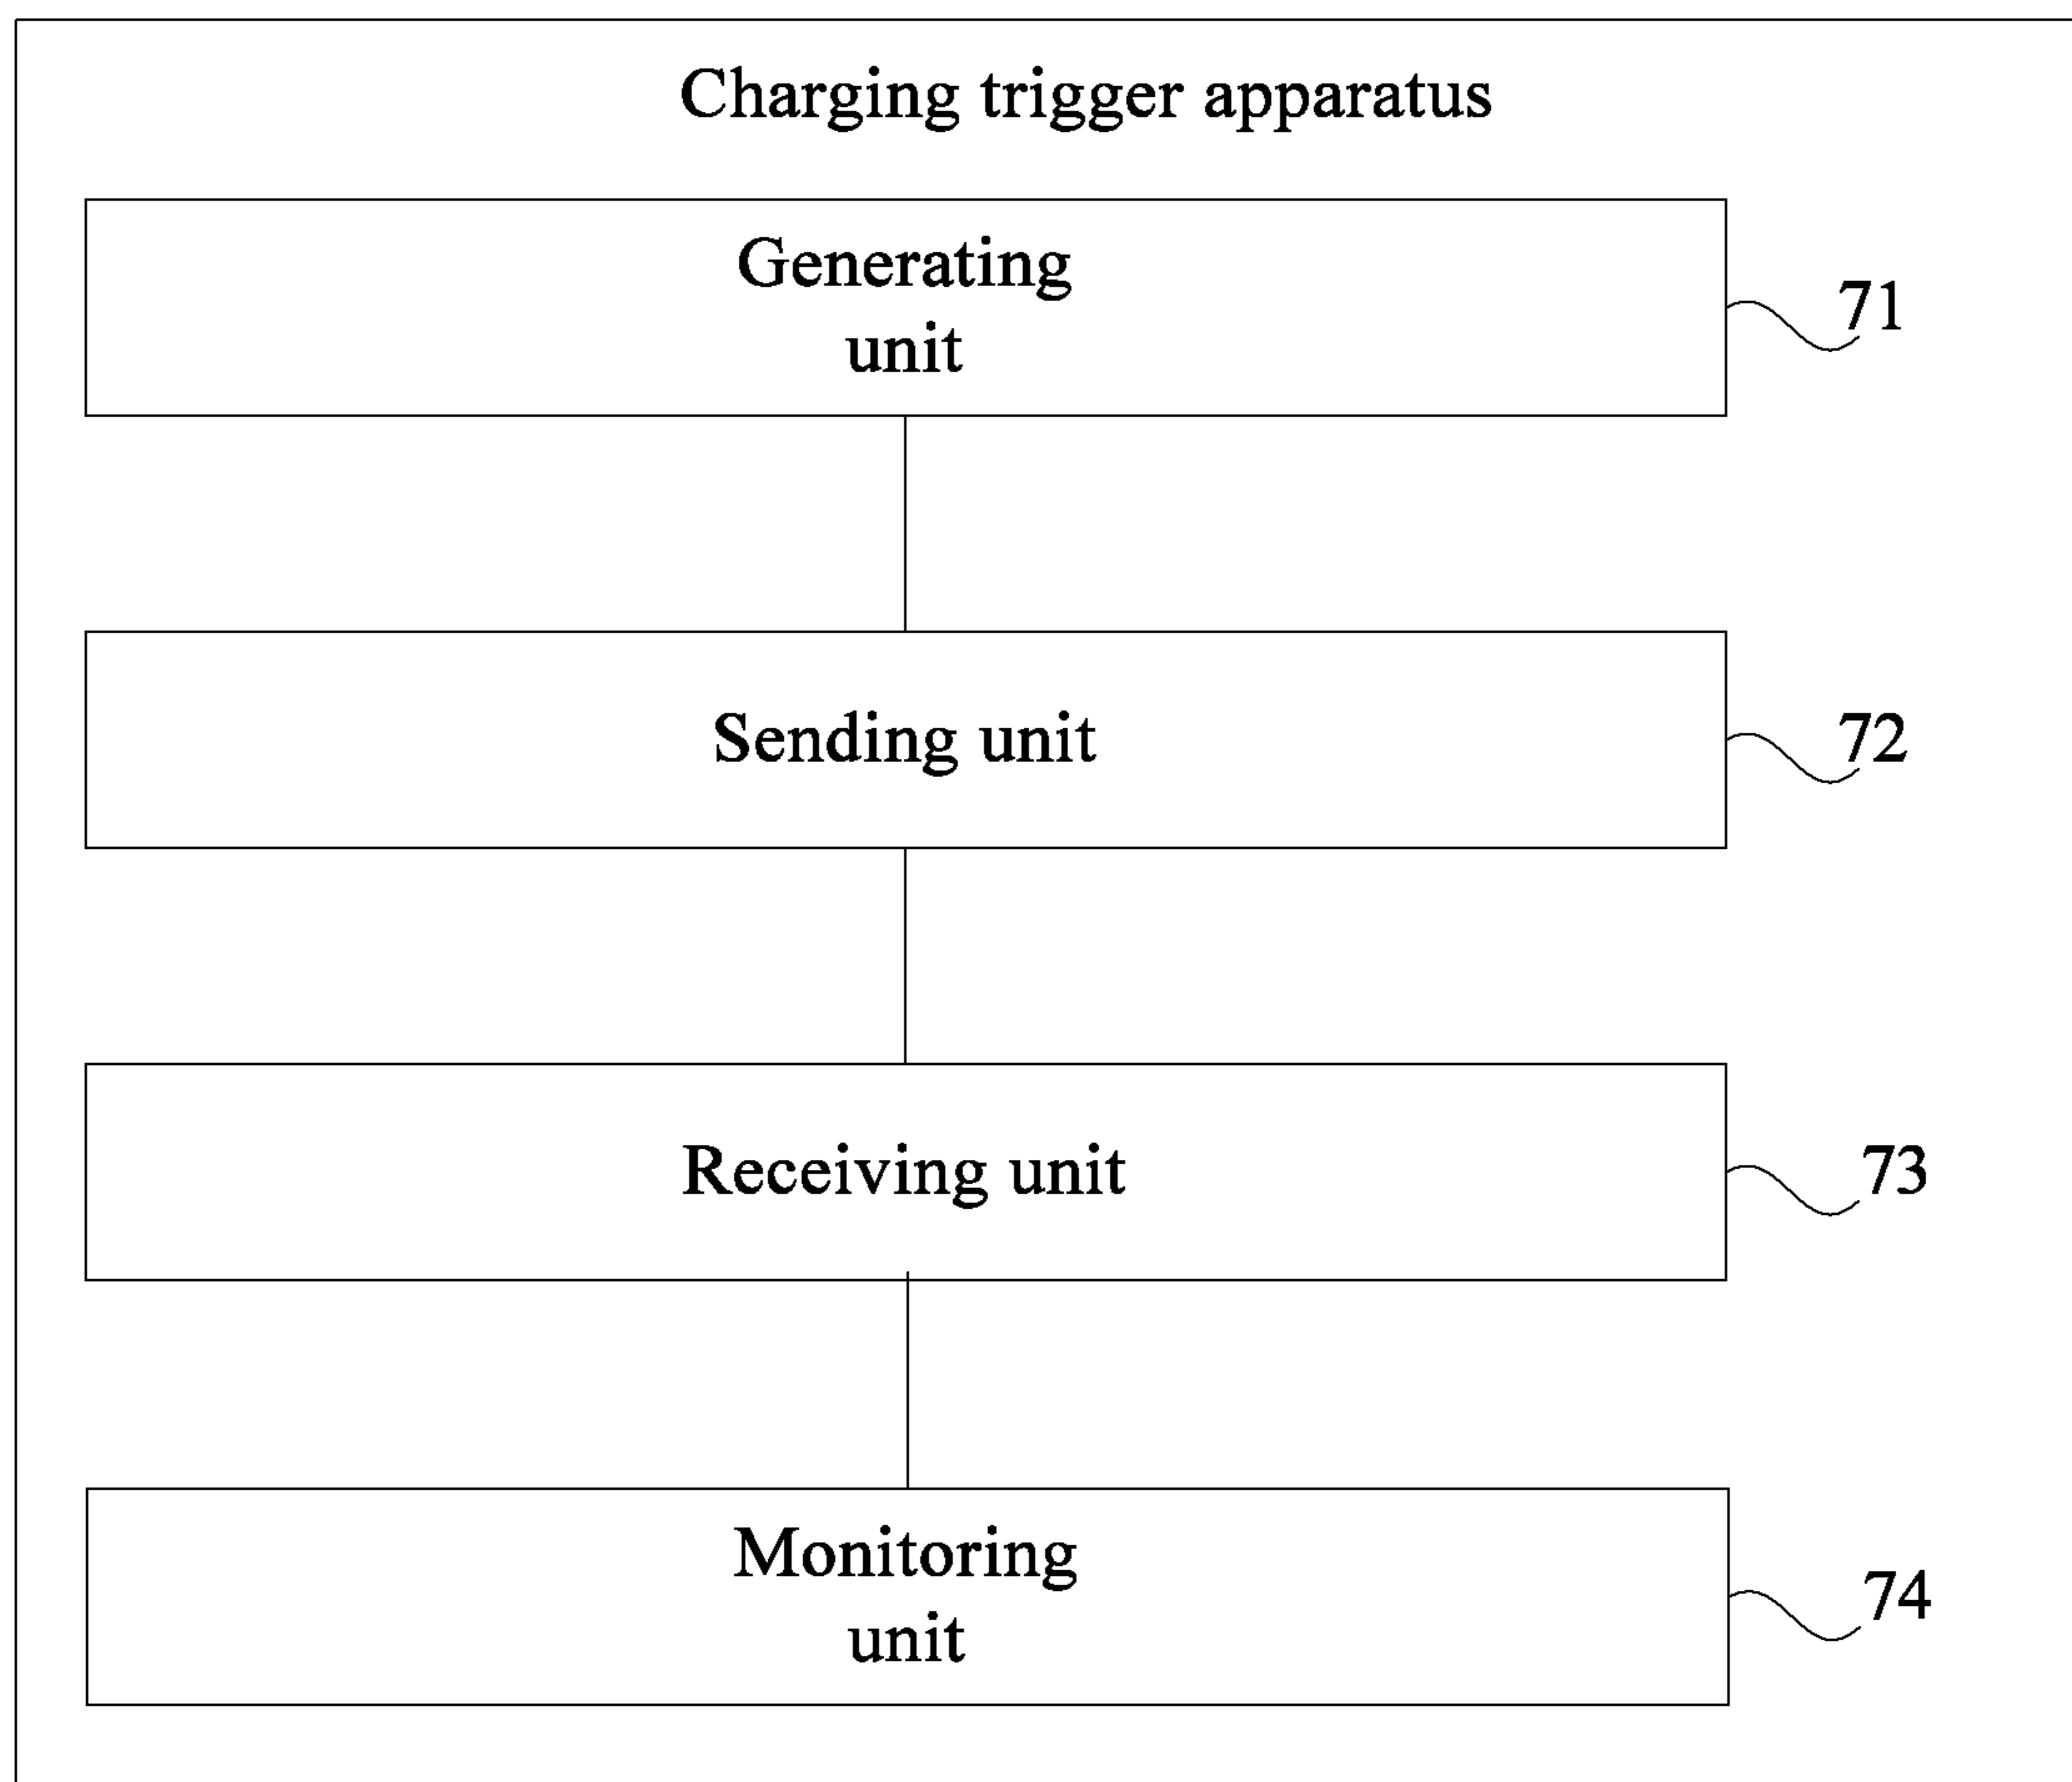 Charging trigger apparatus
Generating
unit
71
Sending unit
72
Receiving unit
73
Monitoring
unit
74